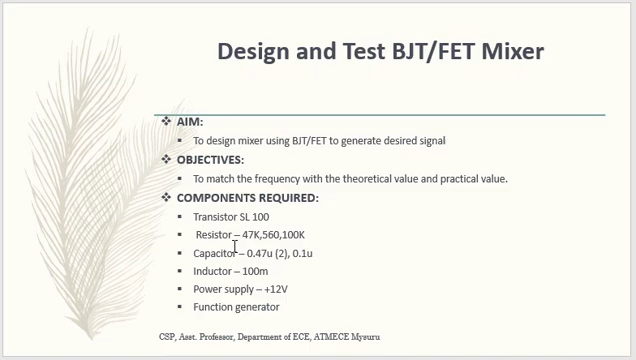 Design and Test BJT/FET Mixer
❖ AIM:
▪ To design mixer using BJT/FET to generate desired signal
❖ OBJECTIVES:
▪ To match the frequency with the theoretical value and practical value.
❖ COMPONENTS REQUIRED:
▪ Transistor SL 100
▪ Resistor – 47K,560,100K
▪ Capacitor – 0.47u (2), 0.1u
▪ Inductor – 100m
▪ Power supply – +12V
▪ Function generator
CSP, Asst. Professor, Department of ECE, ATMECE Mysuru